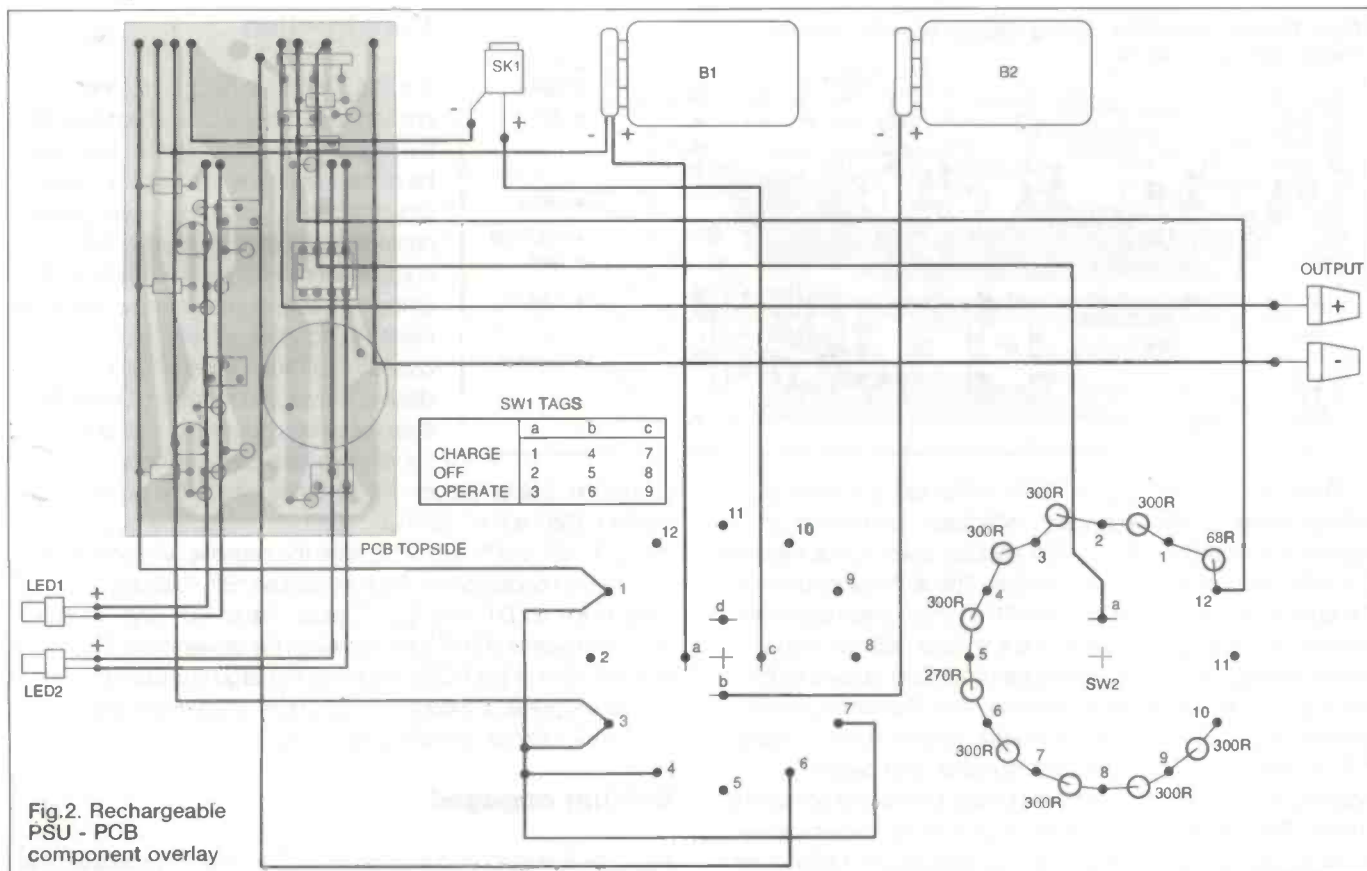 SK1
B1
B2
-
+
-
+
-
+
OUTPUT
+
-
SW1 TAGS
a b c
CHARGE 1 4 7
OFF 2 5 8
OPERATE 3 6 9
PCB TOPSIDE
LED1
+
LED2
+
12
11
10
9
8
7
6
5
4
3
2
1
d
a
b
300R
300R
300R
270R
300R
300R
300R
300R
300R
68R
1
2
3
4
5
6
7
8
9
10
11
12
a
SW2
Fig.2. Rechargeable
PSU - PCB
component overlay